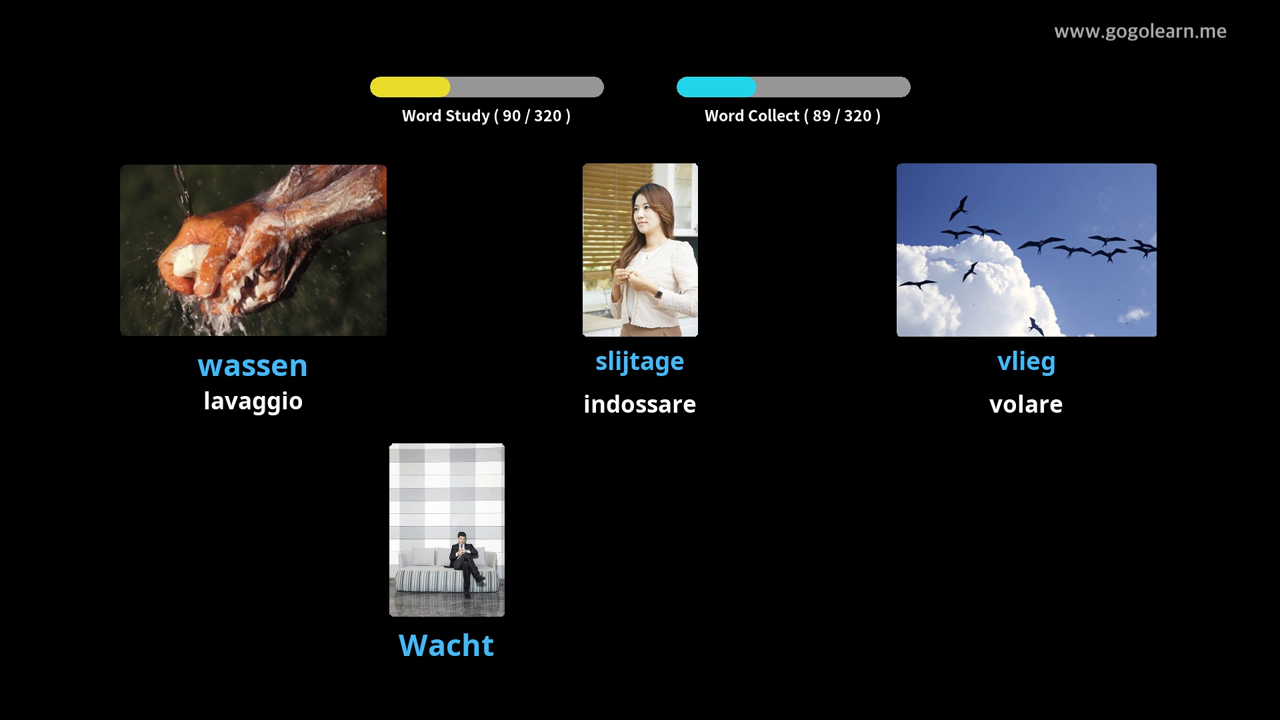 www.gogolearn.me
Word Study ( 90 / 320 )
Word Collect ( 89 / 320 )
wassen
lavaggio
slijtage
indossare
vlieg
volare
Wacht